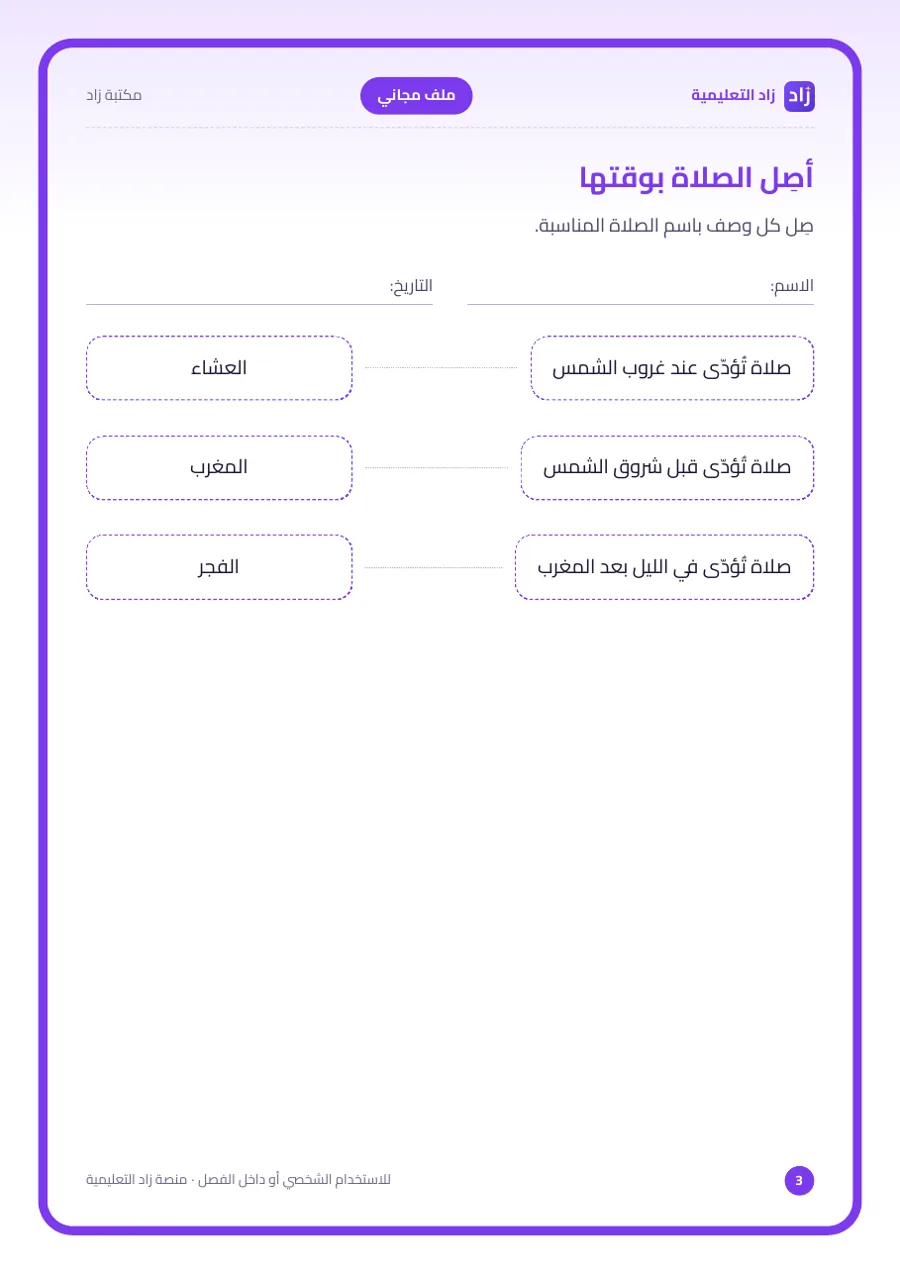 زاد زاد التعليمية
ملف مجاني
مكتبة زاد
أصِل الصلاة بوقتها
صِل كل وصف باسم الصلاة المناسبة.
الاسم:
التاريخ:
صلاة تُؤدّى عند غروب الشمس
العشاء
صلاة تُؤدّى قبل شروق الشمس
المغرب
صلاة تُؤدّى في الليل بعد المغرب
الفجر
3
للاستخدام الشخصي أو داخل الفصل · منصة زاد التعليمية